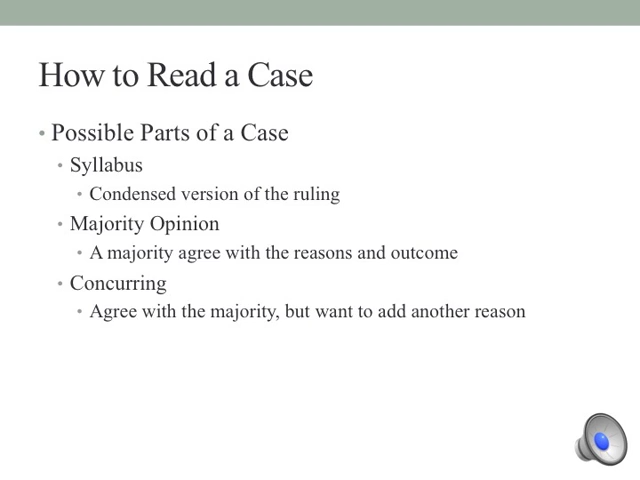 How to Read a Case
• Possible Parts of a Case
• Syllabus
• Condensed version of the ruling
• Majority Opinion
• A majority agree with the reasons and outcome
• Concurring
• Agree with the majority, but want to add another reason